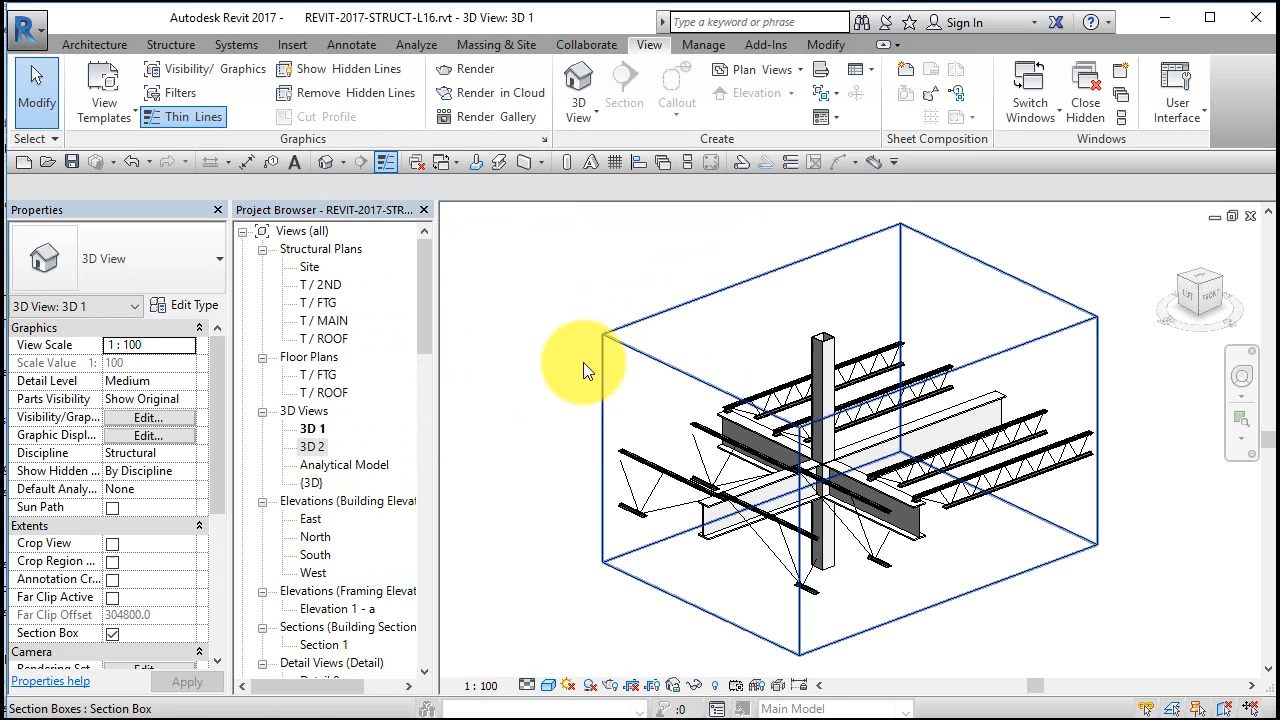 Autodesk Revit 2017 - REVIT-2017-STRUCT-L16.rvt - 3D View: 3D 1
Type a keyword or phrase
Sign In
Architecture Structure Systems Insert Annotate Analyze Massing & Site Collaborate View Manage Add-Ins Modify
Modify
View Templates
Visibility/ Graphics
Filters
Thin Lines
Show Hidden Lines
Remove Hidden Lines
Cut Profile
Render
Render in Cloud
Render Gallery
3D View
Section
Callout
Plan Views
Elevation
Switch Windows
Close Hidden
User Interface
Select
Graphics
Create
Sheet Composition
Windows
Properties
3D View
3D View: 3D 1
Edit Type
Graphics
View Scale 1 : 100
Scale Value 1: 100
Detail Level Medium
Parts Visibility Show Original
Visibility/Grap... Edit...
Graphic Displ... Edit...
Discipline Structural
Show Hidden By Discipline
Default Analy... None
Sun Path
Extents
Crop View
Crop Region
Annotation Cr...
Far Clip Active
Far Clip Offset 304800.0
Section Box
Camera
Properties help
Apply
Project Browser - REVIT-2017-STR...
Views (all)
Structural Plans
Site
T / 2ND
T / FTG
T / MAIN
T / ROOF
Floor Plans
T / FTG
T / ROOF
3D Views
3D 1
3D 2
Analytical Model
{3D}
Elevations (Building Elevat
East
North
South
West
Elevations (Framing Elevat
Elevation 1 - a
Sections (Building Section
Section 1
Detail Views (Detail)
LEFT
FRONT
1 : 100
Section Boxes : Section Box
:0
Main Model